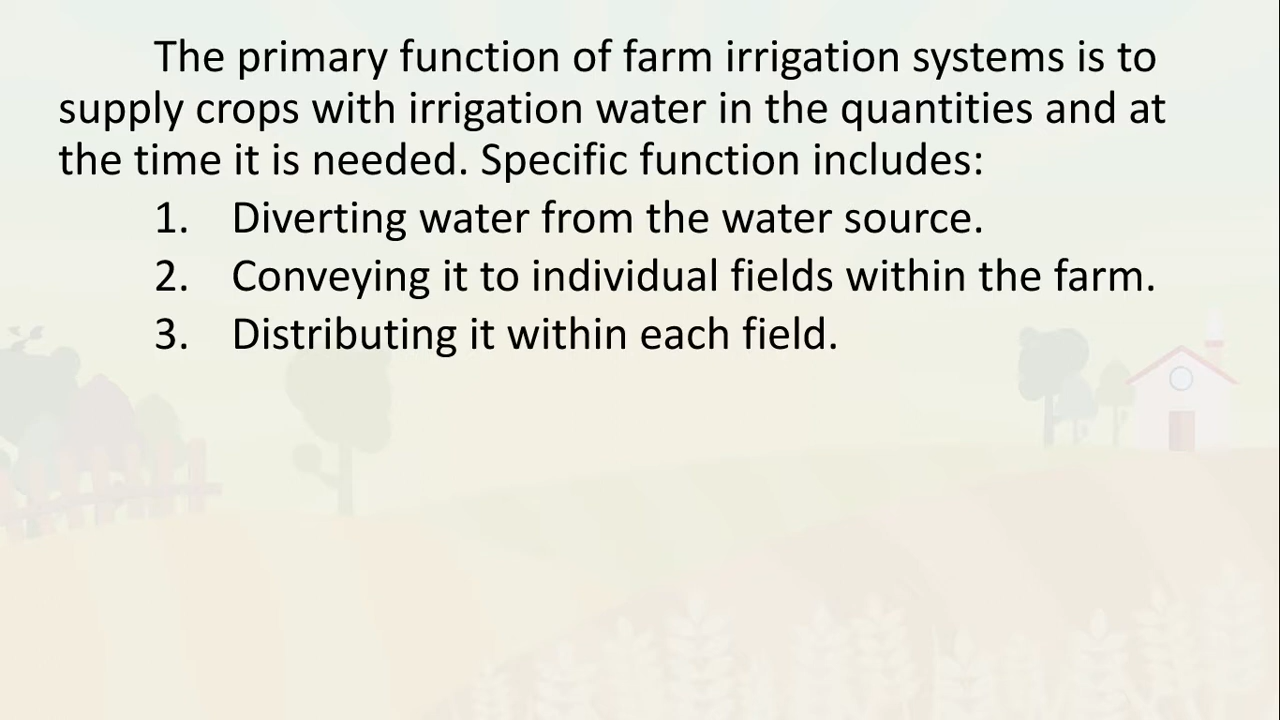 The primary function of farm irrigation systems is to
supply crops with irrigation water in the quantities and at
the time it is needed. Specific function includes:
1. Diverting water from the water source.
2. Conveying it to individual fields within the farm.
3. Distributing it within each field.